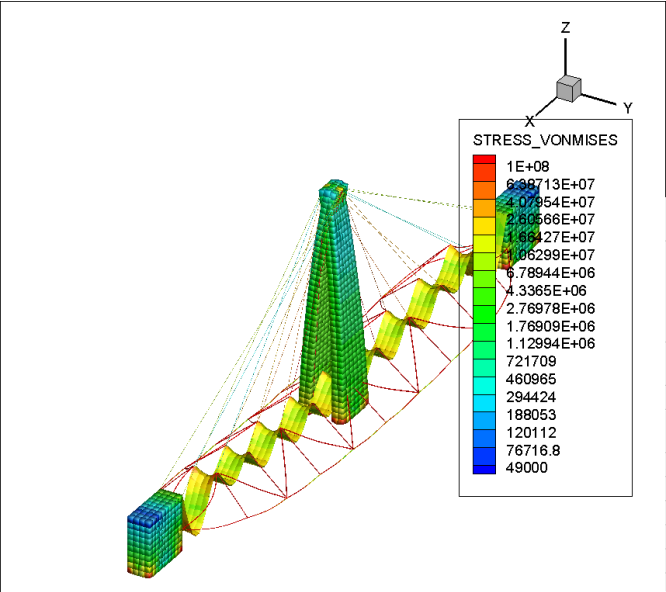 Z
Y
X
STRESS_VONMISES
1E+08
6.38713E+07
4.07954E+07
2.60566E+07
1.66427E+07
1.06299E+07
6.78944E+06
4.3365E+06
2.76978E+06
1.76909E+06
1.12994E+06
721709
460965
294424
188053
120112
76716.8
49000